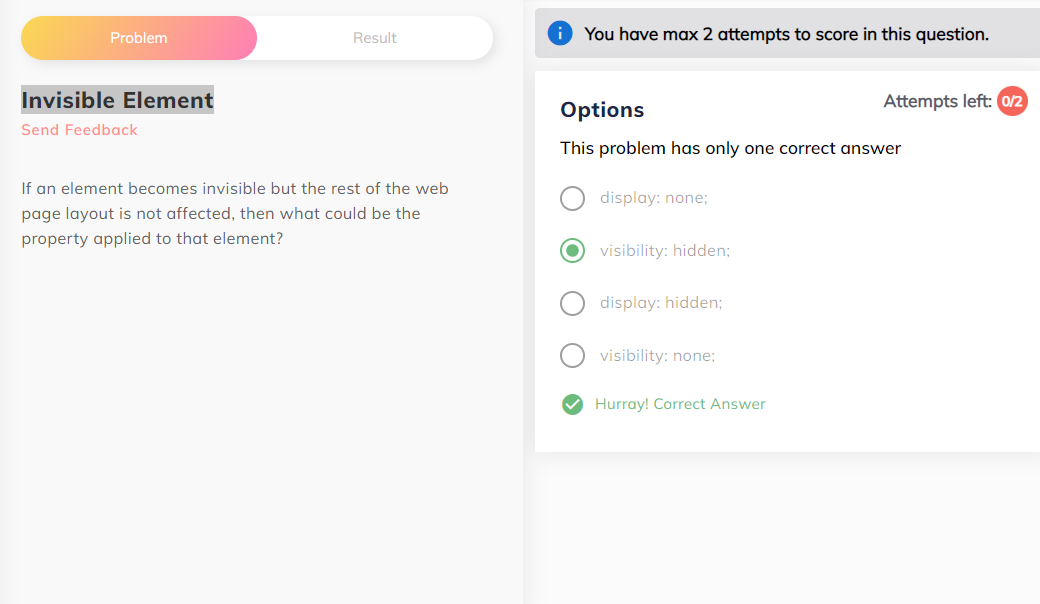 Problem
Result
Invisible Element
Send Feedback
If an element becomes invisible but the rest of the web
page layout is not affected, then what could be the
property applied to that element?
i
You have max 2 attempts to score in this question.
Options
Attempts left: 0/2
This problem has only one correct answer
display: none;
visibility: hidden;
display: hidden;
visibility: none;
Hurray! Correct Answer